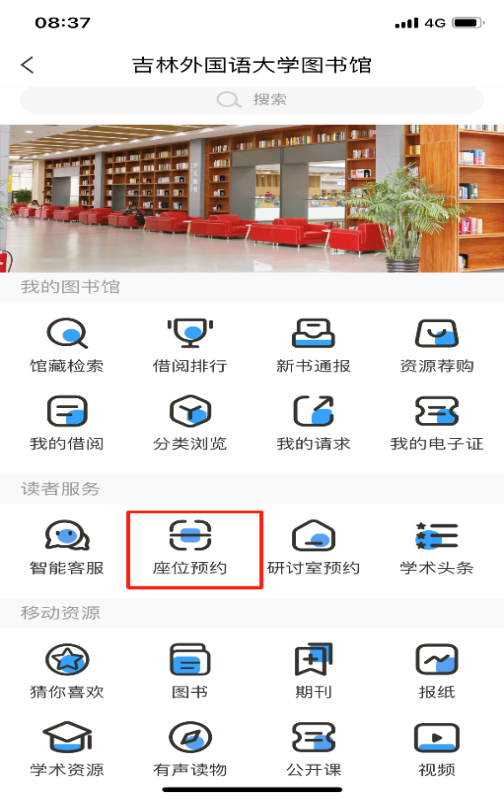 08:37 4G
吉林外国语大学图书馆
搜索
我的图书馆
馆藏检索 借阅排行 新书通报 资源荐购
我的借阅 分类浏览 我的请求 我的电子证
读者服务
智能客服 座位预约 研讨室预约 学术头条
移动资源
猜你喜欢 图书 期刊 报纸
学术资源 有声读物 公开课 视频